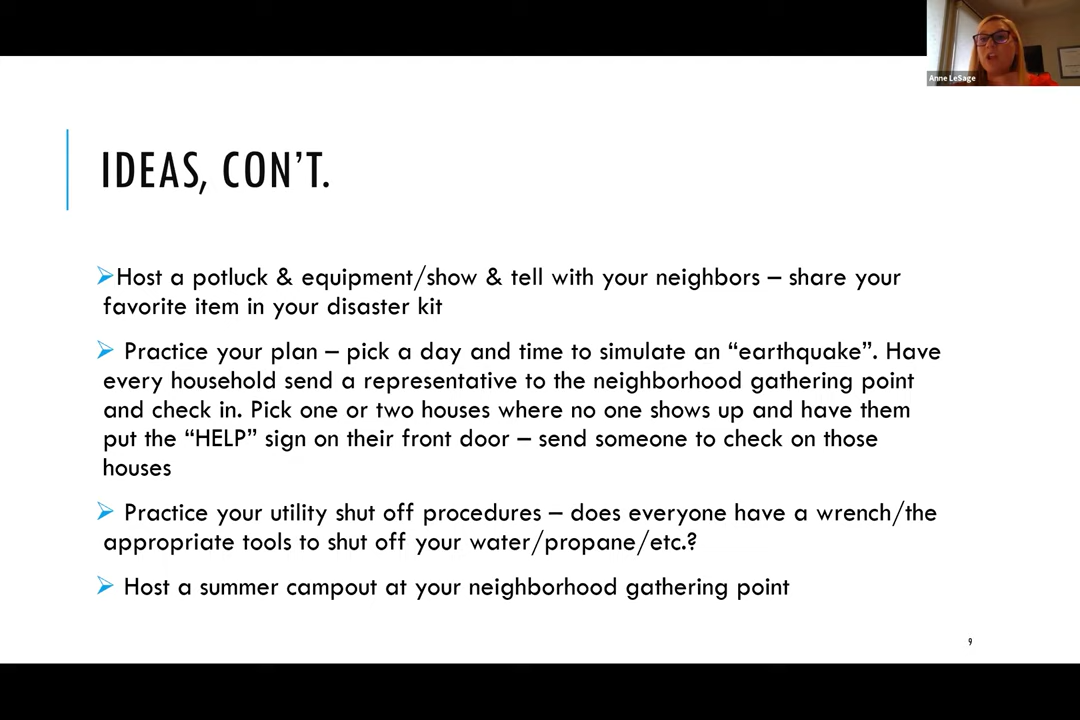 Anne LeSage
IDEAS, CON'T.
➢Host a potluck & equipment/show & tell with your neighbors – share your
favorite item in your disaster kit
➢ Practice your plan – pick a day and time to simulate an “earthquake”. Have
every household send a representative to the neighborhood gathering point
and check in. Pick one or two houses where no one shows up and have them
put the “HELP” sign on their front door – send someone to check on those
houses
➢ Practice your utility shut off procedures – does everyone have a wrench/the
appropriate tools to shut off your water/propane/etc.?
➢ Host a summer campout at your neighborhood gathering point
9